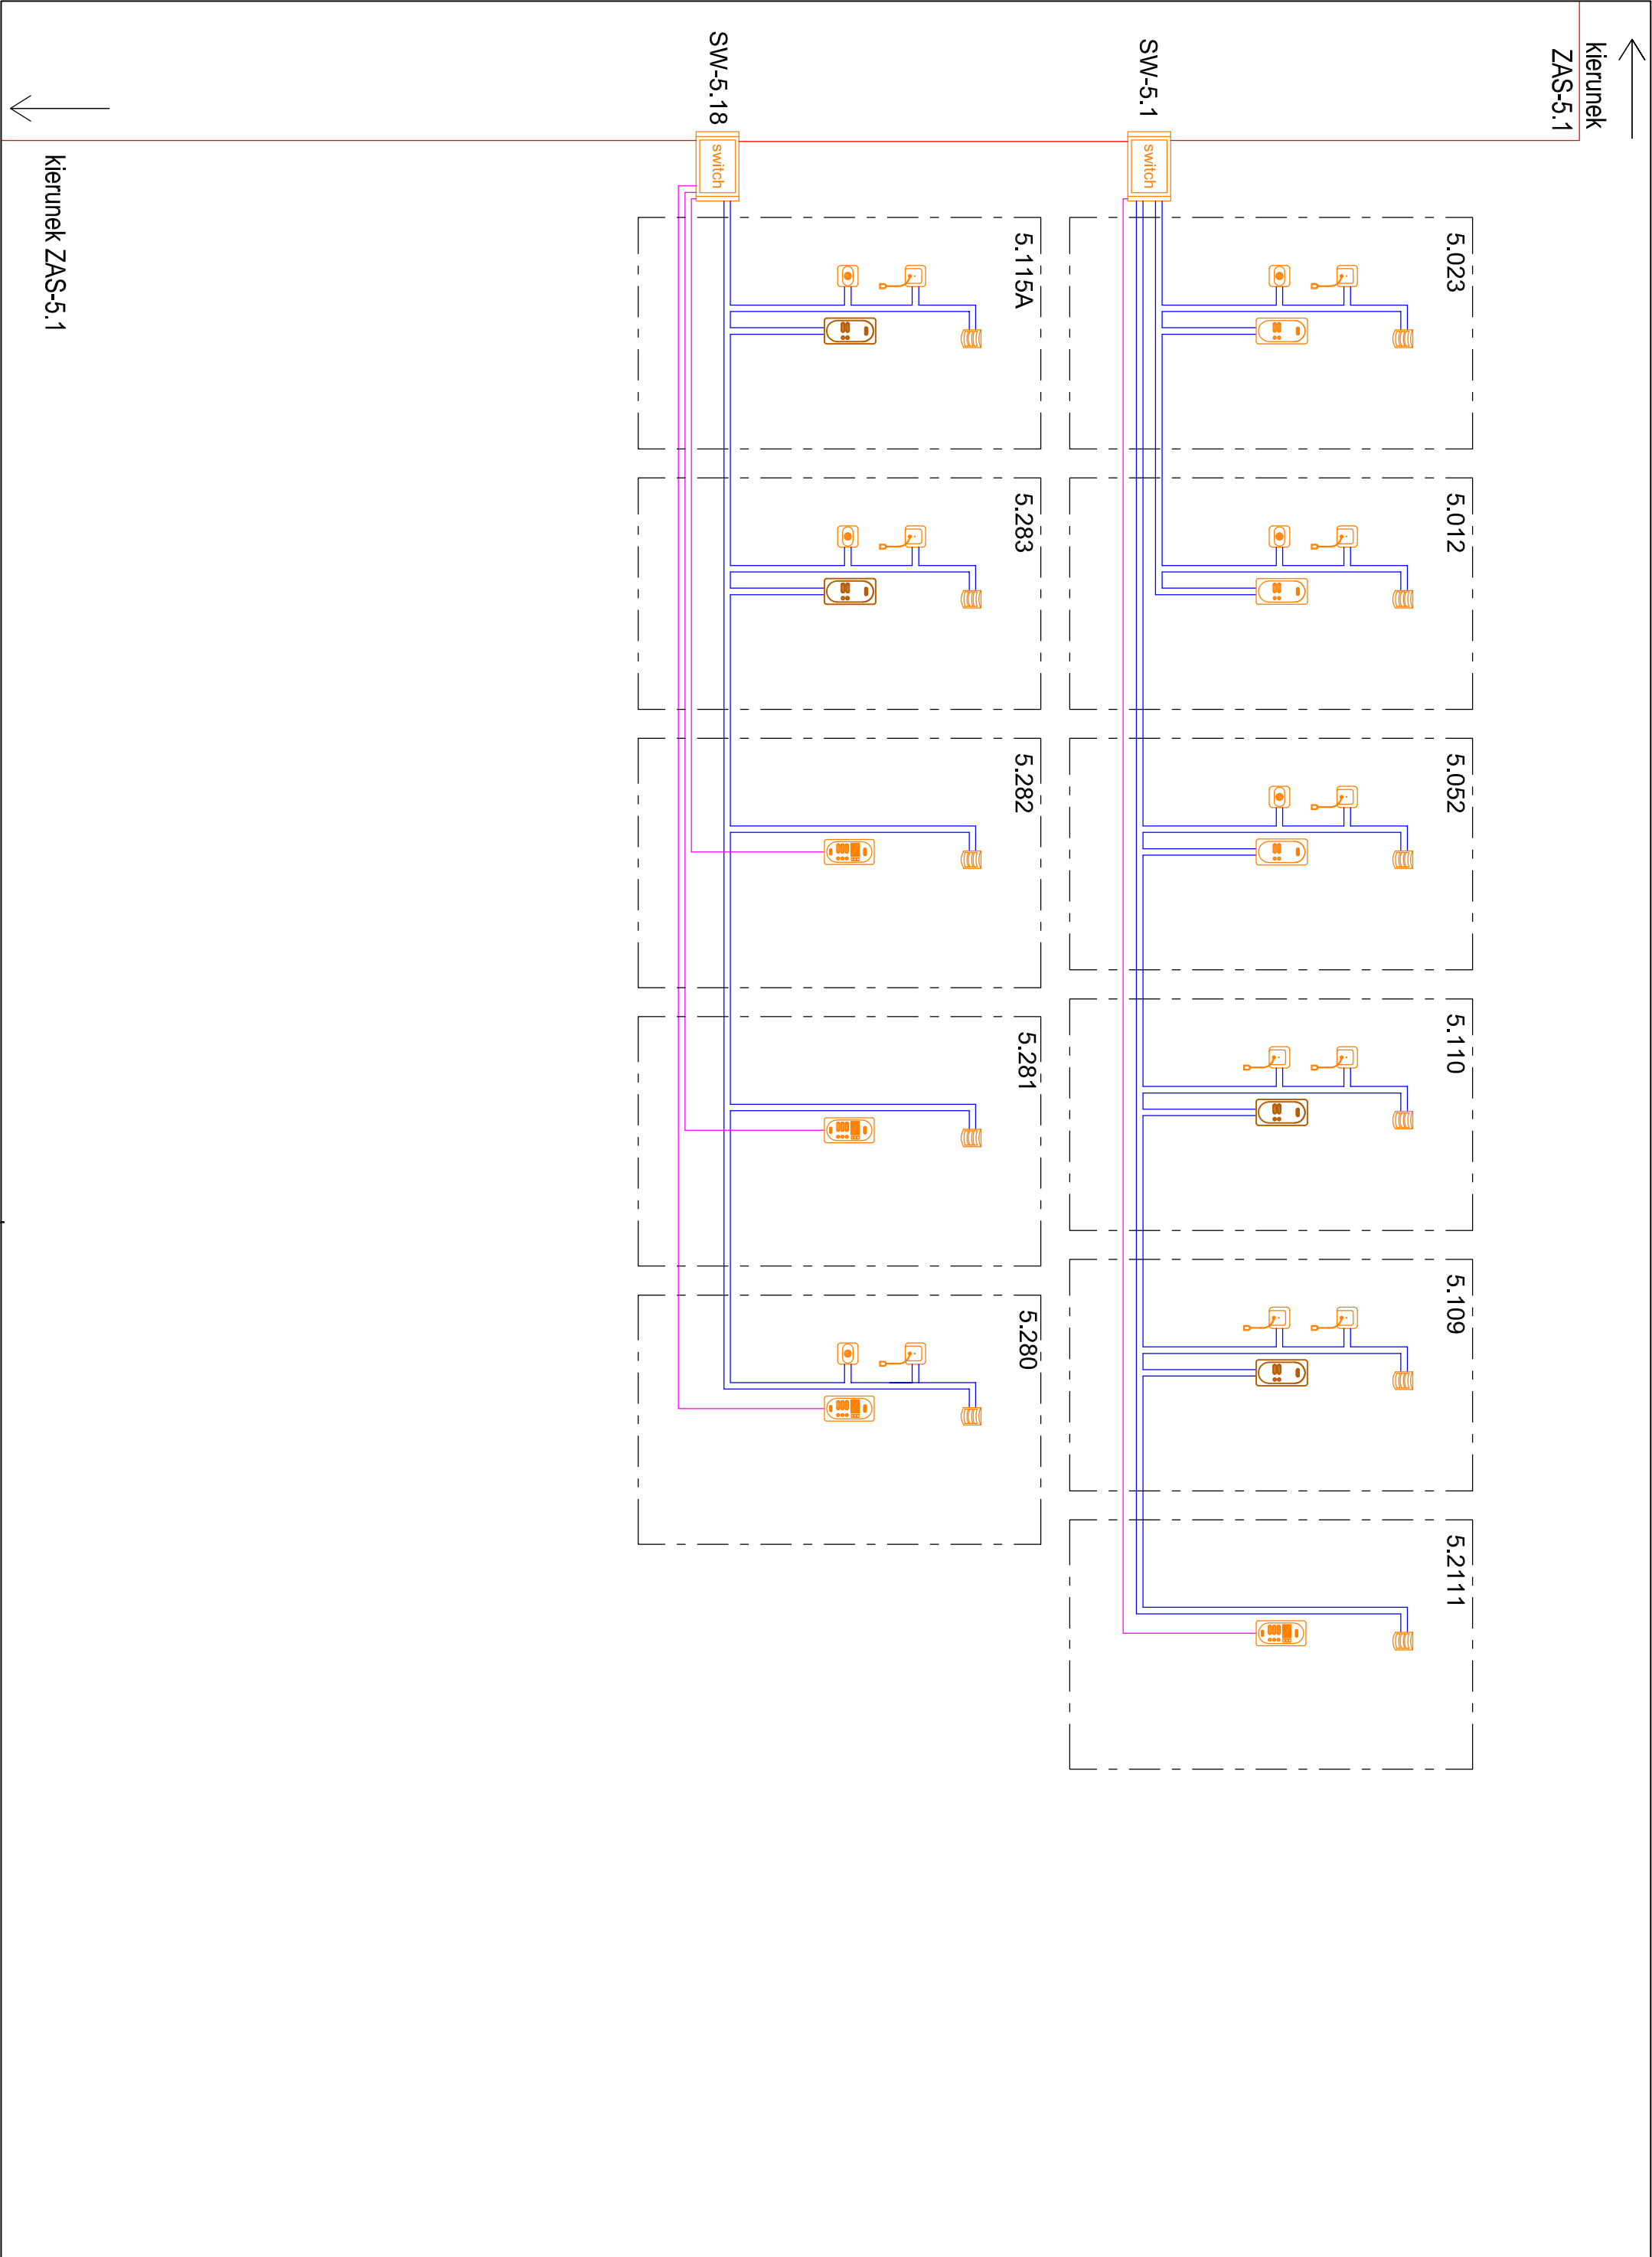 kierunek
ZAS-5.1
SW-5.1
switch
5.023
5.012
5.052
5.110
5.109
5.2111
SW-5.18
switch
5.115A
5.283
5.282
5.281
5.280
kierunek ZAS-5.1